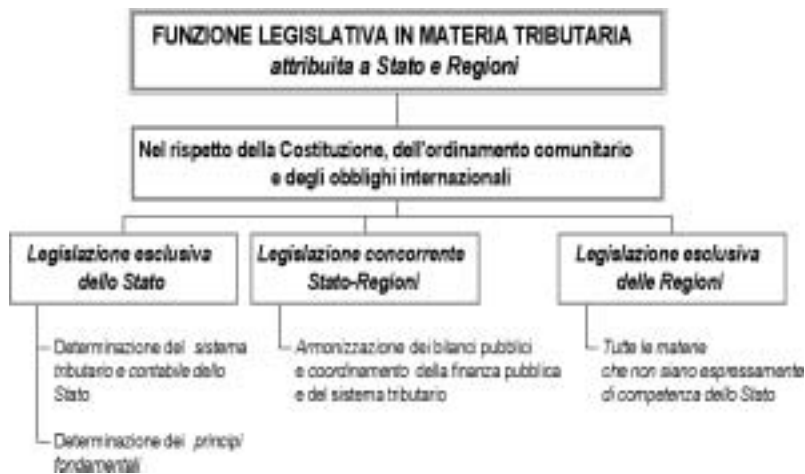 FUNZIONE LEGISLATIVA IN MATERIA TRIBUTARIA
attribuita a Stato e Regioni
Nel rispetto della Costituzione, dell'ordinamento comunitario
e degli obblighi internazionali
Legislazione esclusiva
dello Stato
Determinazione del sistema
tributario e contabile dello
Stato
Determinazione dei principi
fondamentali
Legislazione concorrente
Stato-Regioni
Armonizzazione dei bilanci pubblici
e coordinamento della finanza pubblica
e del sistema tributario
Legislazione esclusiva
delle Regioni
Tutte le materie
che non siano espressamente
di competenza dello Stato